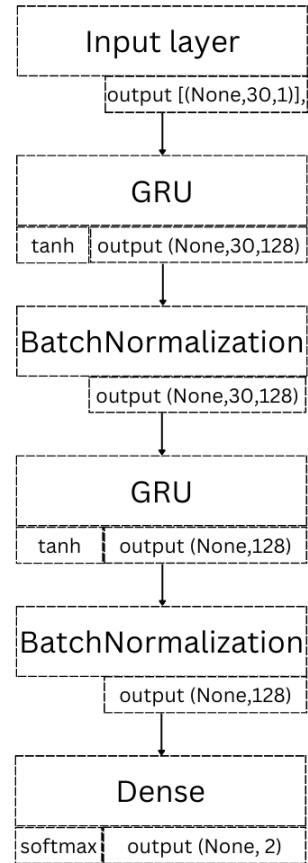 Input layer
output [(None,30,1)],
GRU
tanh output (None,30,128)
BatchNormalization
output (None,30,128)
GRU
tanh output (None,128)
BatchNormalization
output (None,128)
Dense
softmax output (None, 2)